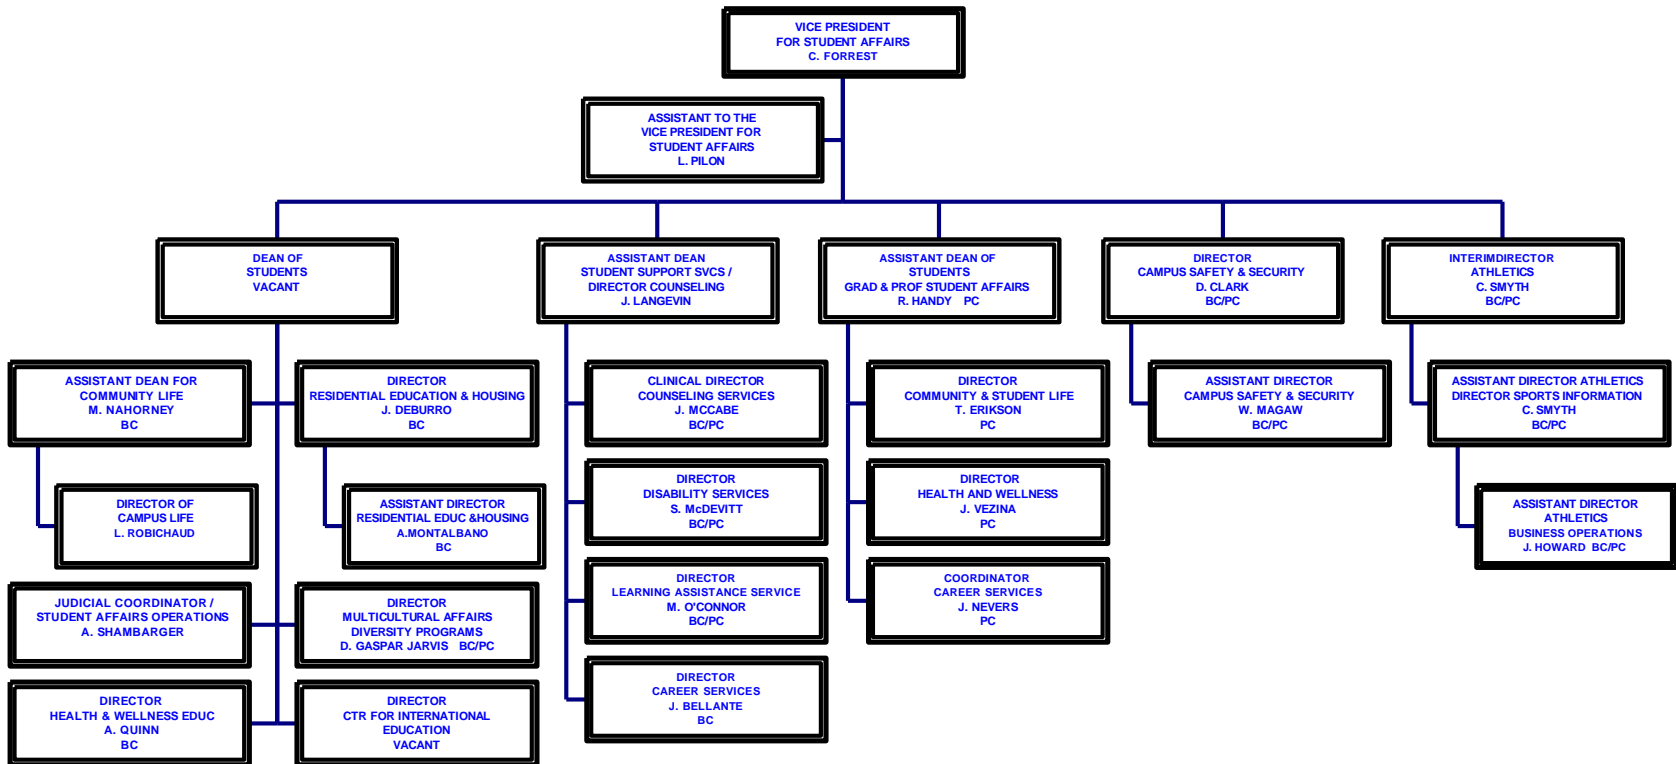 VICE PRESIDENT
FOR STUDENT AFFAIRS
C. FORREST
ASSISTANT TO THE
VICE PRESIDENT FOR
STUDENT AFFAIRS
L. PILON
DEAN OF
STUDENTS
VACANT
ASSISTANT DEAN
STUDENT SUPPORT SVCS /
DIRECTOR COUNSELING
J. LANGEVIN
ASSISTANT DEAN OF
STUDENTS
GRAD & PROF STUDENT AFFAIRS
R. HANDY PC
DIRECTOR
CAMPUS SAFETY & SECURITY
D. CLARK
BC/PC
INTERIMDIRECTOR
ATHLETICS
C. SMYTH
BC/PC
ASSISTANT DEAN FOR
COMMUNITY LIFE
M. NAHORNEY
BC
DIRECTOR
RESIDENTIAL EDUCATION & HOUSING
J. DEBURRO
BC
CLINICAL DIRECTOR
COUNSELING SERVICES
J. MCCABE
BC/PC
DIRECTOR
COMMUNITY & STUDENT LIFE
T. ERIKSON
PC
ASSISTANT DIRECTOR
CAMPUS SAFETY & SECURITY
W. MAGAW
BC/PC
ASSISTANT DIRECTOR ATHLETICS
DIRECTOR SPORTS INFORMATION
C. SMYTH
BC/PC
DIRECTOR OF
CAMPUS LIFE
L. ROBICHAUD
ASSISTANT DIRECTOR
RESIDENTIAL EDUC &HOUSING
A.MONTALBANO
BC
DIRECTOR
DISABILITY SERVICES
S. McDEVITT
BC/PC
DIRECTOR
HEALTH AND WELLNESS
J. VEZINA
PC
ASSISTANT DIRECTOR
ATHLETICS
BUSINESS OPERATIONS
J. HOWARD BC/PC
JUDICIAL COORDINATOR /
STUDENT AFFAIRS OPERATIONS
A. SHAMBARGER
DIRECTOR
MULTICULTURAL AFFAIRS
DIVERSITY PROGRAMS
D. GASPAR JARVIS BC/PC
DIRECTOR
LEARNING ASSISTANCE SERVICE
M. O'CONNOR
BC/PC
COORDINATOR
CAREER SERVICES
J. NEVERS
PC
DIRECTOR
HEALTH & WELLNESS EDUC
A. QUINN
BC
DIRECTOR
CTR FOR INTERNATIONAL
EDUCATION
VACANT
DIRECTOR
CAREER SERVICES
J. BELLANTE
BC